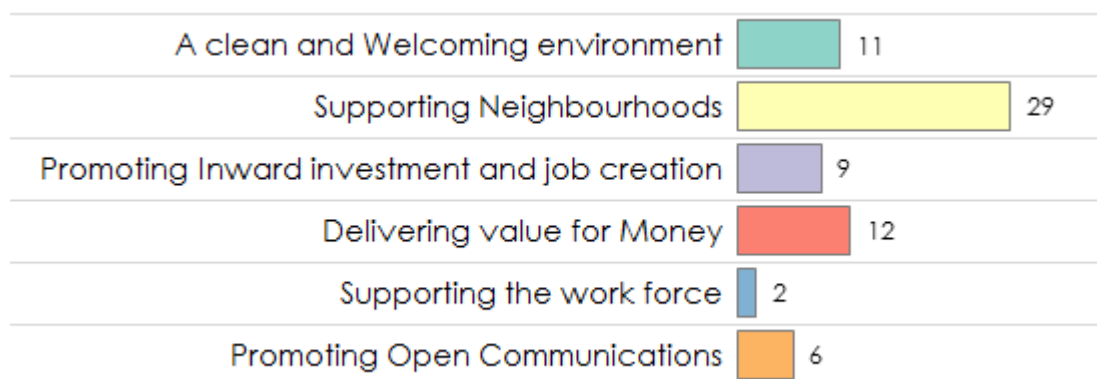 A clean and Welcoming environment 11
Supporting Neighbourhoods 29
Promoting Inward investment and job creation 9
Delivering value for Money 12
Supporting the work force 2
Promoting Open Communications 6